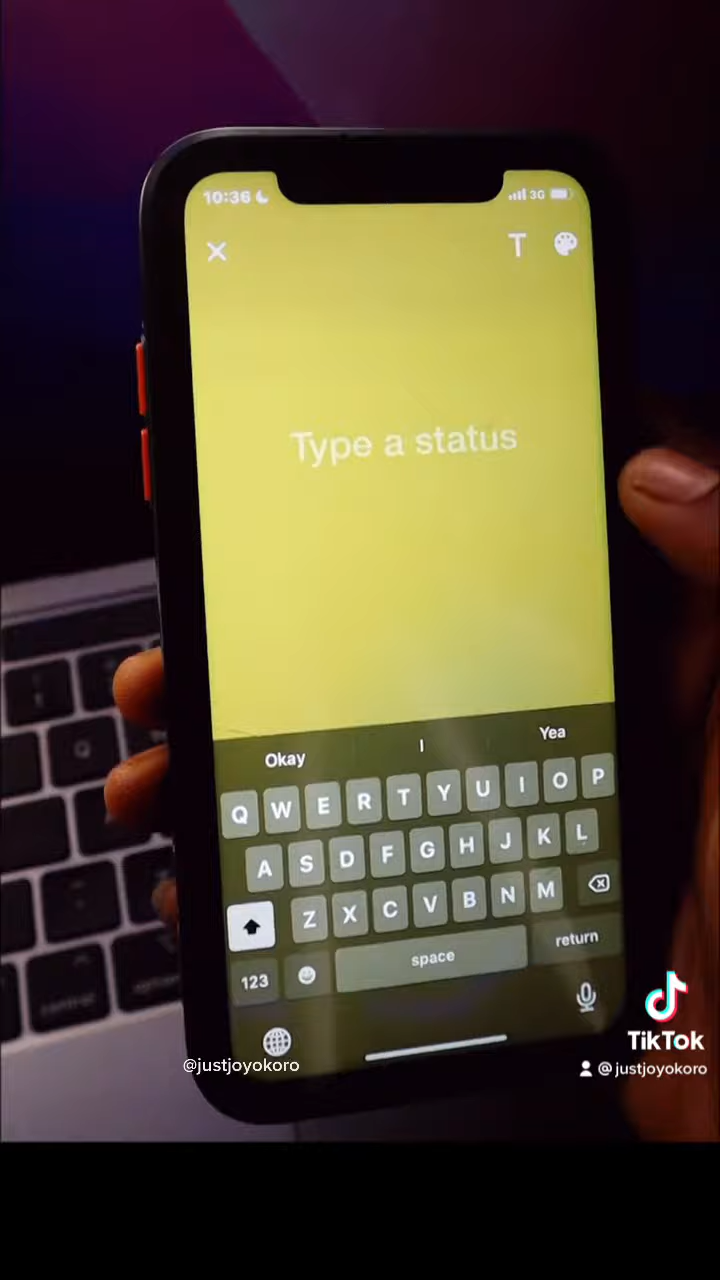 10:36
3G
T
Type a status
Okay I Yea
Q W E R T Y U I O P
A S D F G H J K L
Z X C V B N M
123 space return
@justjoyokoro
TikTok
@justjoyokoro